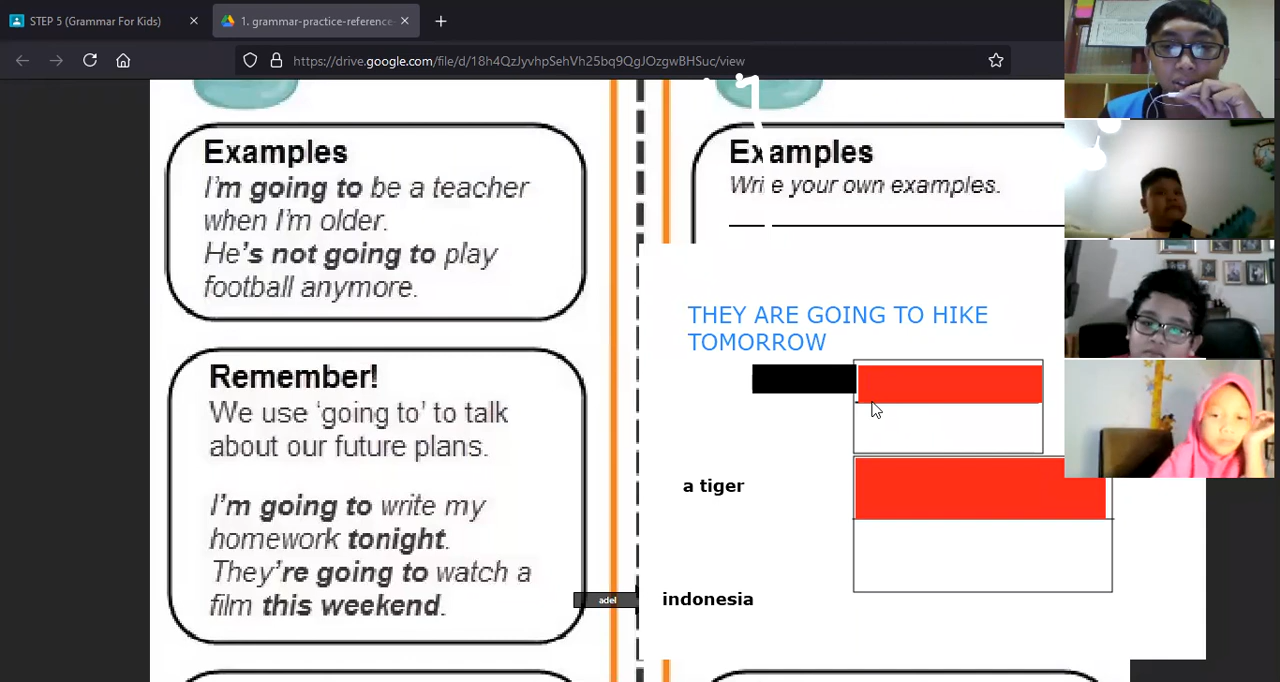 STEP 5 (Grammar For Kids)
1. grammar-practice-reference
https://drive.google.com/file/d/18h4QzJyvhpSehVh25bq9QgJOzgwBHSuc/view
Examples
I'm going to be a teacher
when I'm older.
He's not going to play
football anymore.
Remember!
We use 'going to' to talk
about our future plans.
I'm going to write my
homework tonight.
They're going to watch a
film this weekend.
adel
Examples
Write your own examples.
THEY ARE GOING TO HIKE
TOMORROW
a tiger
indonesia